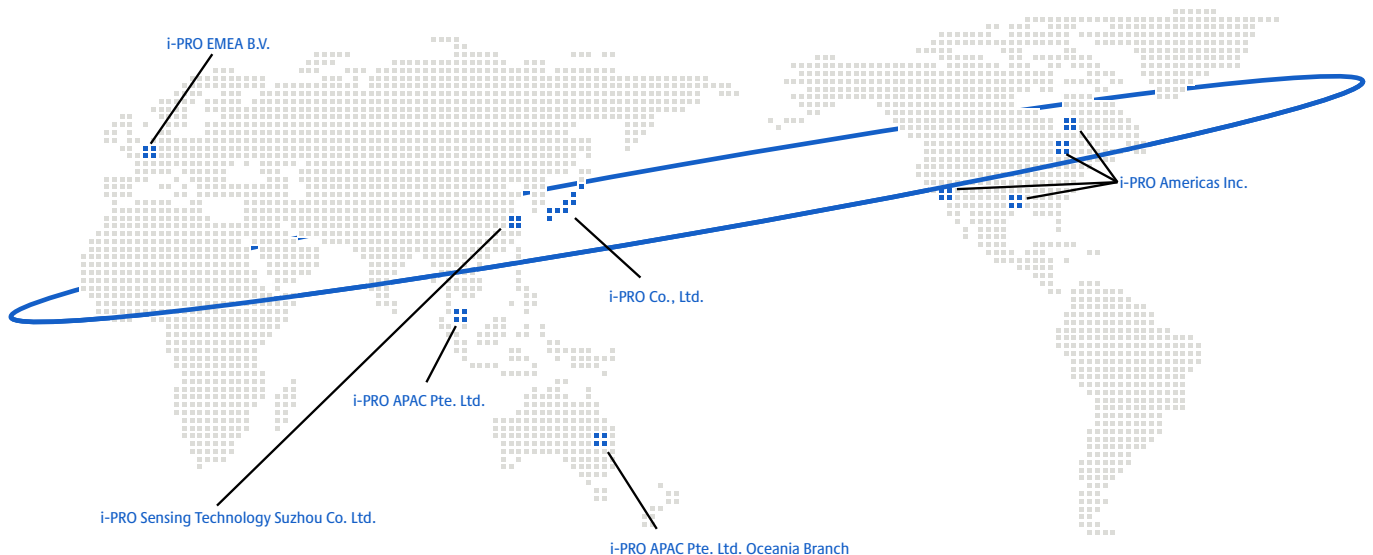 i-PRO EMEA B.V.
i-PRO Americas Inc.
i-PRO Co., Ltd.
i-PRO APAC Pte. Ltd.
i-PRO Sensing Technology Suzhou Co. Ltd.
i-PRO APAC Pte. Ltd. Oceania Branch